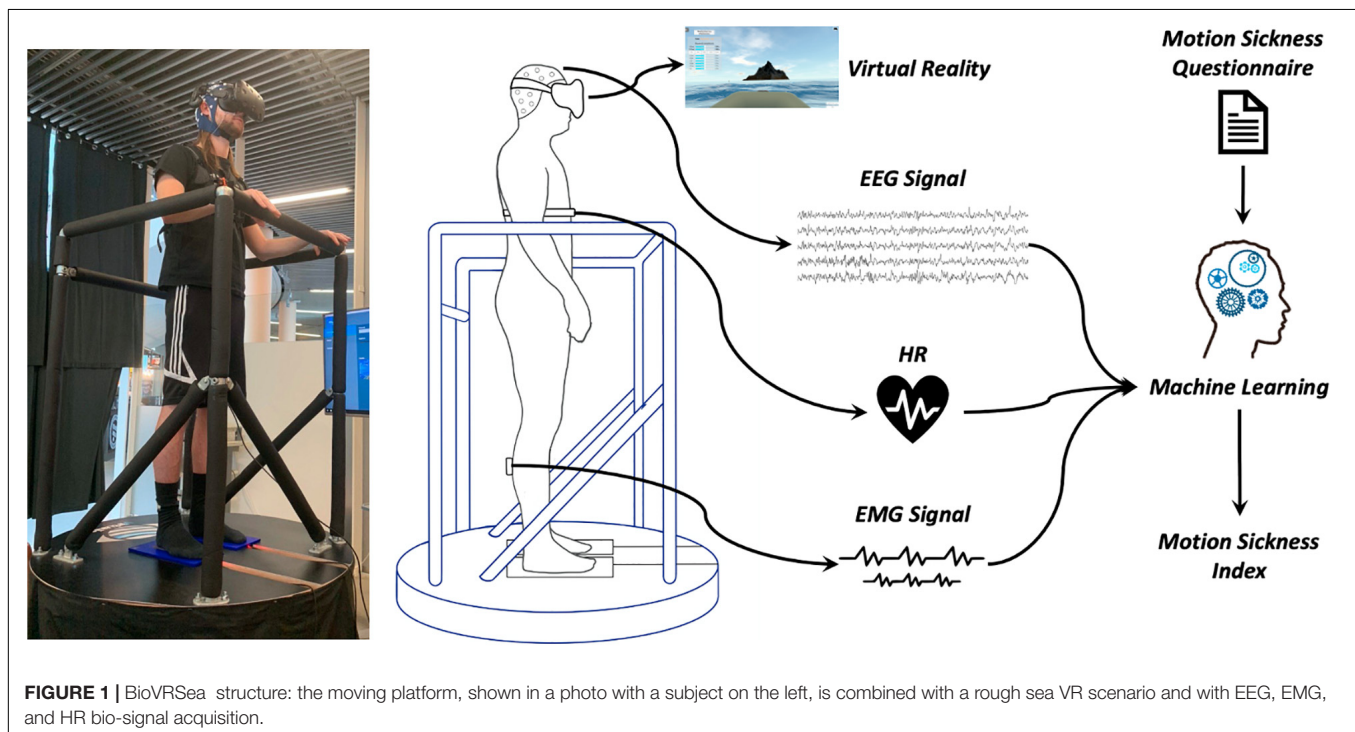 Virtual Reality
Motion Sickness
Questionnaire
EEG Signal
HR
Machine Learning
EMG Signal
Motion Sickness
Index
FIGURE 1 | BioVRSea structure: the moving platform, shown in a photo with a subject on the left, is combined with a rough sea VR scenario and with EEG, EMG,
and HR bio-signal acquisition.